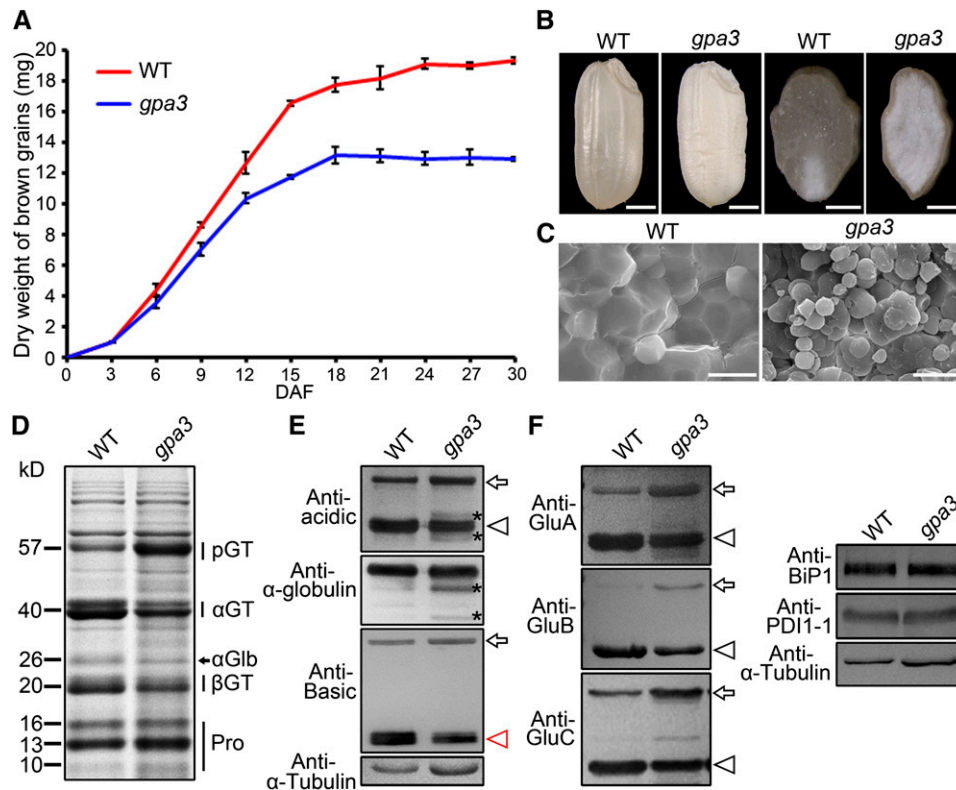 A
Dry weight of brown grains (mg)
20
18
16
14
12
10
8
6
4
2
0
WT
gpa3
0 3 6 9 12 15 18 21 24 27 30
DAF
B
WT gpa3 WT gpa3
C
WT gpa3
D
WT gpa3
kD
57
40
26
20
16
13
10
pGT
αGT
αGlb
βGT
Pro
E
WT gpa3
Anti-
acidic
*
*
Anti-
α-globulin
*
*
Anti-
Basic
Anti-
α-Tubulin
F
WT gpa3
Anti-
GluA
Anti-
GluB
Anti-
GluC
WT gpa3
Anti-
BiP1
Anti-
PDI1-1
Anti-
α-Tubulin